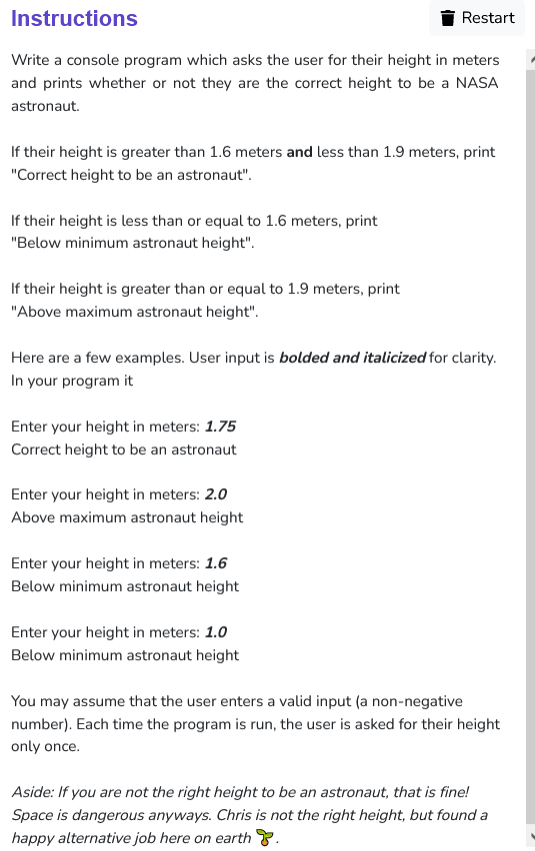 Instructions
Restart
Write a console program which asks the user for their height in meters
and prints whether or not they are the correct height to be a NASA
astronaut.
If their height is greater than 1.6 meters and less than 1.9 meters, print
"Correct height to be an astronaut".
If their height is less than or equal to 1.6 meters, print
"Below minimum astronaut height".
If their height is greater than or equal to 1.9 meters, print
"Above maximum astronaut height".
Here are a few examples. User input is bolded and italicized for clarity.
In your program it
Enter your height in meters: 1.75
Correct height to be an astronaut
Enter your height in meters: 2.0
Above maximum astronaut height
Enter your height in meters: 1.6
Below minimum astronaut height
Enter your height in meters: 1.0
Below minimum astronaut height
You may assume that the user enters a valid input (a non-negative
number). Each time the program is run, the user is asked for their height
only once.
Aside: If you are not the right height to be an astronaut, that is fine!
Space is dangerous anyways. Chris is not the right height, but found a
happy alternative job here on earth 🌱.